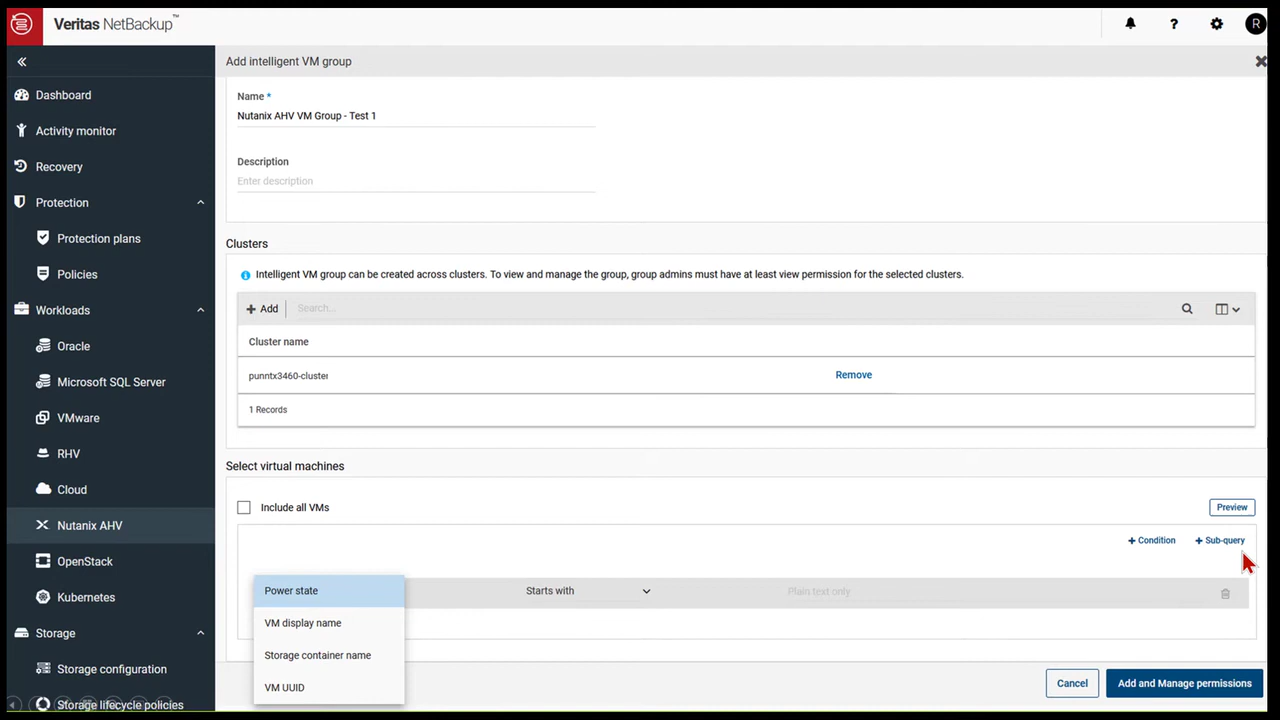 Veritas NetBackup™
R
Add intelligent VM group
Dashboard
Activity monitor
Recovery
Protection
Protection plans
Policies
Workloads
Oracle
Microsoft SQL Server
VMware
RHV
Cloud
Nutanix AHV
OpenStack
Kubernetes
Storage
Storage configuration
Storage lifecycle policies
Name *
Nutanix AHV VM Group - Test 1
Description
Enter description
Clusters
Intelligent VM group can be created across clusters. To view and manage the group, group admins must have at least view permission for the selected clusters.
+ Add
Search...
Cluster name
punntx3460-cluster
Remove
1 Records
Select virtual machines
Include all VMs
Preview
+ Condition
+ Sub-query
Power state
Starts with
Plain text only
VM display name
Storage container name
VM UUID
Cancel
Add and Manage permissions